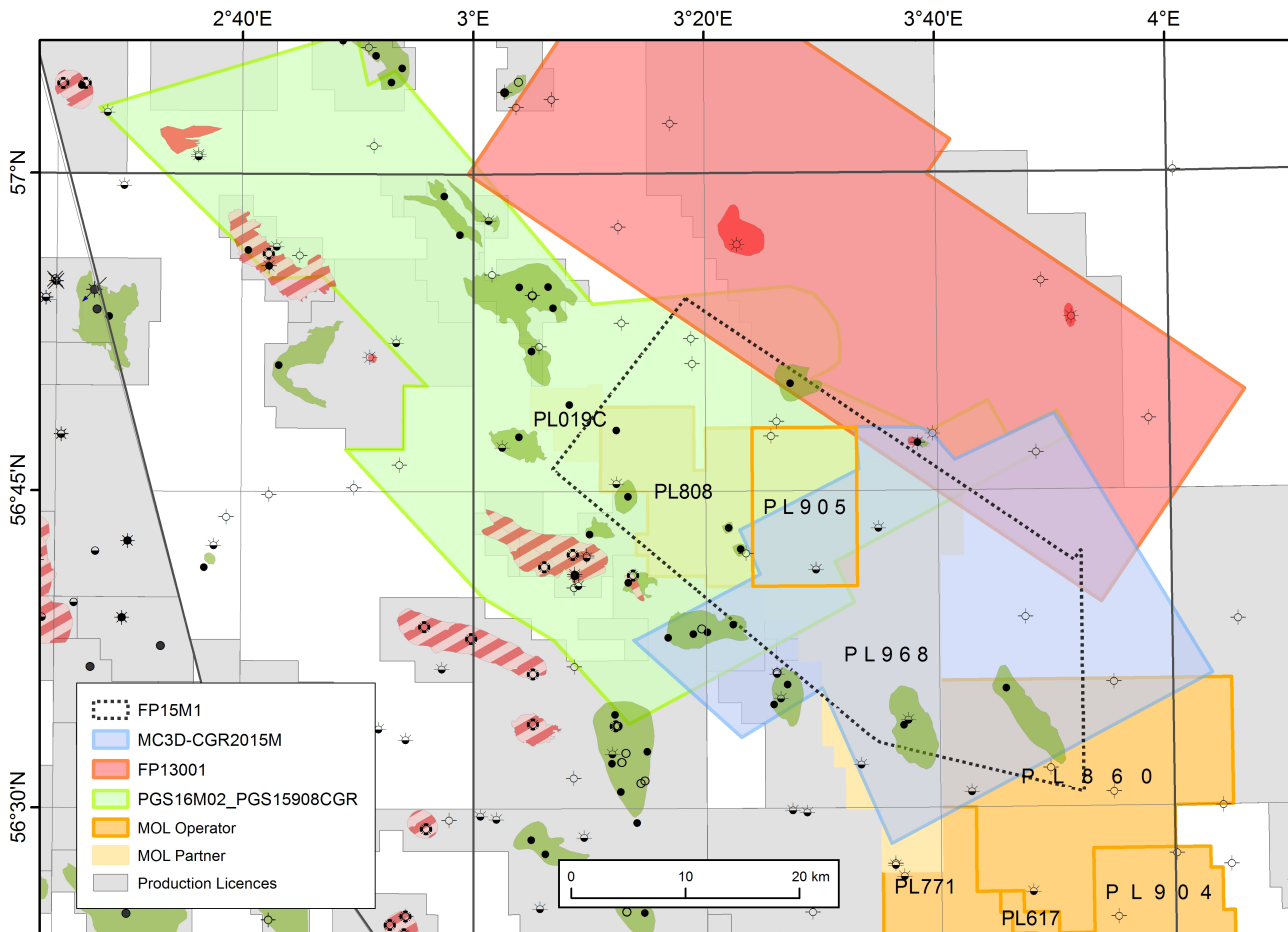 2°40'E 3°E 3°20'E 3°40'E 4°E
57°N
PL019C
56°45'N
PL808
PL905
PL968
FP15M1
MC3D-CGR2015M
FP13001
PL860
PGS16M02_PGS15908CGR
56°30'N
MOL Operator
MOL Partner
Production Licences
0 10 20 km
PL771
PL904
PL617